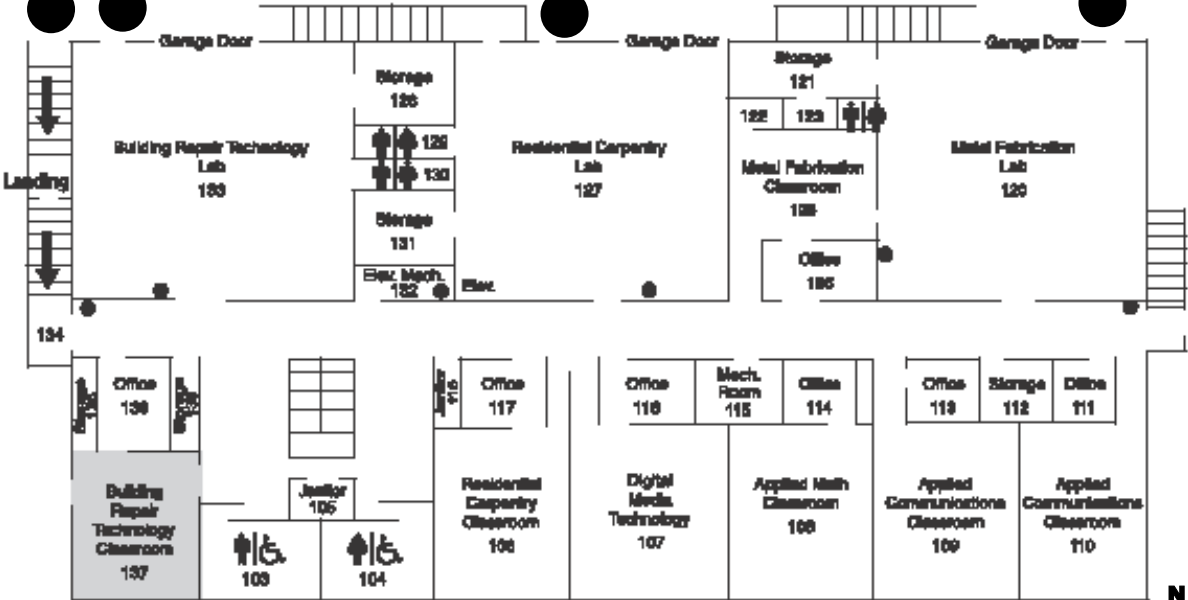 Garage Door
Garage Door
Garage Door
Storage
Storage
121
122
123
129
130
Building Repair Technology
Lab
133
Residential Carpentry
Lab
127
Metal Fabrication
Lab
120
Metal Fabrication
Classroom
Landing
Storage
131
Elev. Mech.
132
Elev.
Office
134
Office
136
Storage
Janitor
Office
117
Office
Mech.
Room
115
Office
114
Office
113
Storage
112
Office
111
Building
Repair
Technology
Classroom
137
Janitor
105
103
104
Residential
Carpentry
Classroom
106
Digital
Media
Technology
107
Applied Math
Classroom
108
Applied
Communications
Classroom
109
Applied
Communications
Classroom
110
N